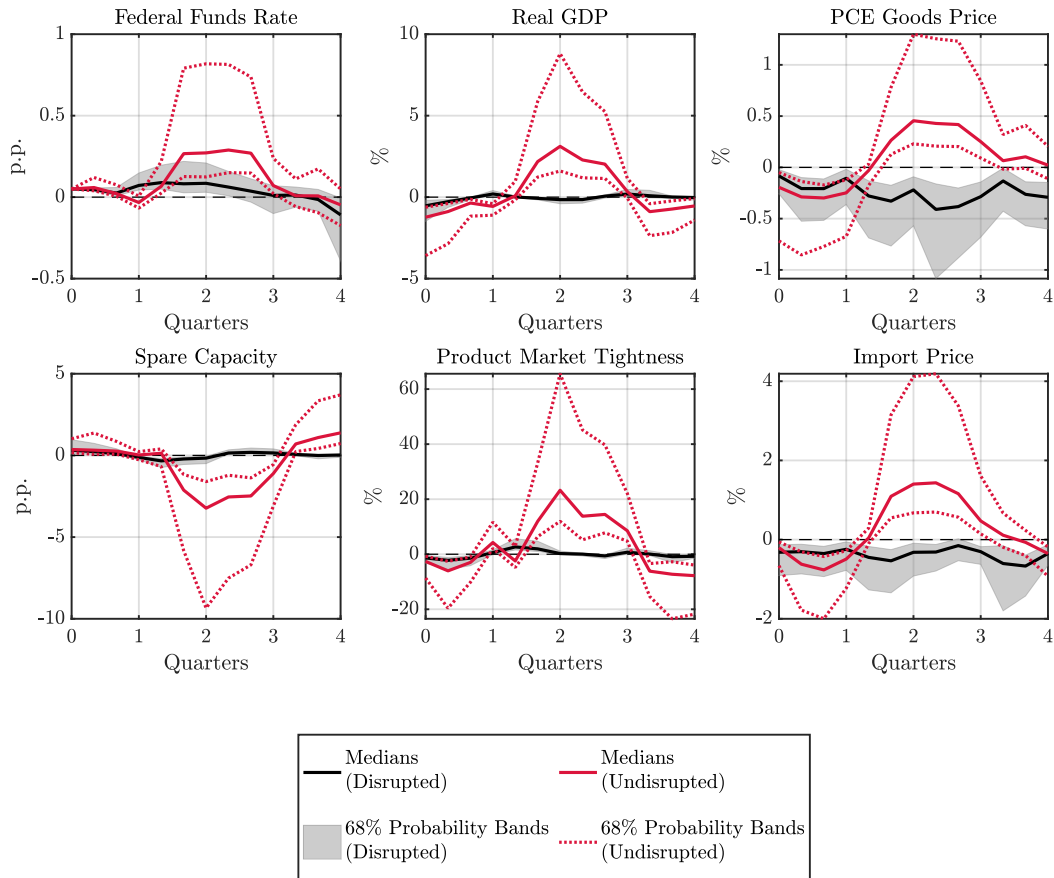 Federal Funds Rate
1
0.5
0
-0.5
p.p.
0 1 2 3 4
Quarters
Real GDP
10
5
0
-5
%
0 1 2 3 4
Quarters
PCE Goods Price
1
0.5
0
-0.5
-1
%
0 1 2 3 4
Quarters
Spare Capacity
5
0
-5
-10
p.p.
0 1 2 3 4
Quarters
Product Market Tightness
60
40
20
0
-20
%
0 1 2 3 4
Quarters
Import Price
4
2
0
-2
%
0 1 2 3 4
Quarters
Medians
(Disrupted)
Medians
(Undisrupted)
68% Probability Bands
(Disrupted)
68% Probability Bands
(Undisrupted)